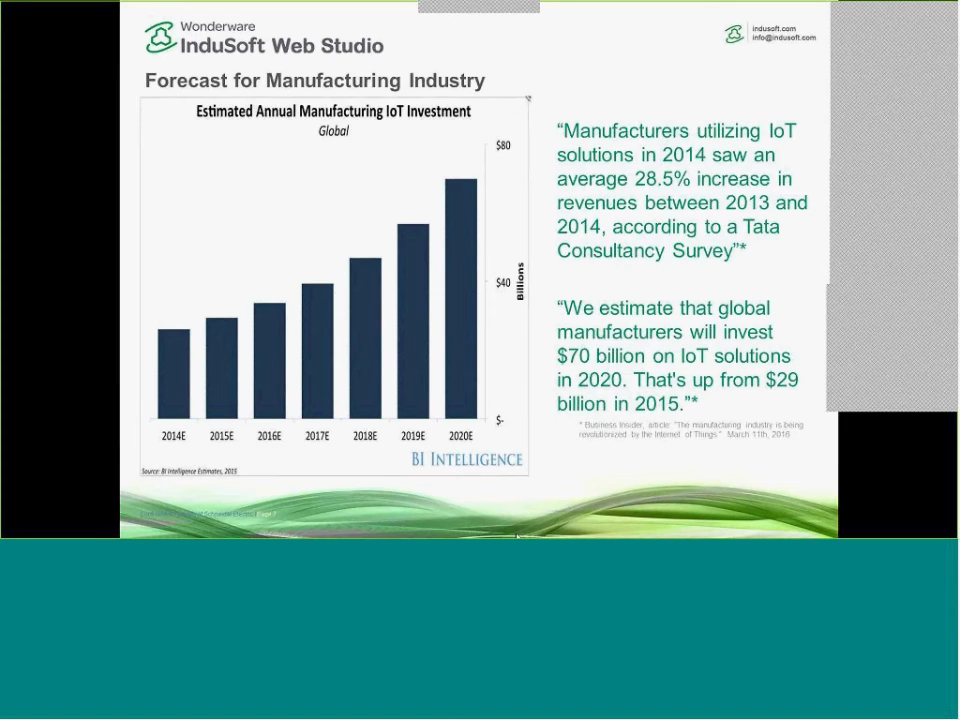 Wonderware
InduSoft Web Studio
indusoft.com
info@indusoft.com
Forecast for Manufacturing Industry
Estimated Annual Manufacturing IoT Investment
Global
$80
$40
$-
Billions
2014E 2015E 2016E 2017E 2018E 2019E 2020E
BI INTELLIGENCE
Source: BI Intelligence Estimates, 2015
“Manufacturers utilizing IoT
solutions in 2014 saw an
average 28.5% increase in
revenues between 2013 and
2014, according to a Tata
Consultancy Survey”*
“We estimate that global
manufacturers will invest
$70 billion on IoT solutions
in 2020. That's up from $29
billion in 2015.”*
* Business Insider, article: "The manufacturing industry is being
revolutionized by the Internet of Things." March 11th, 2016